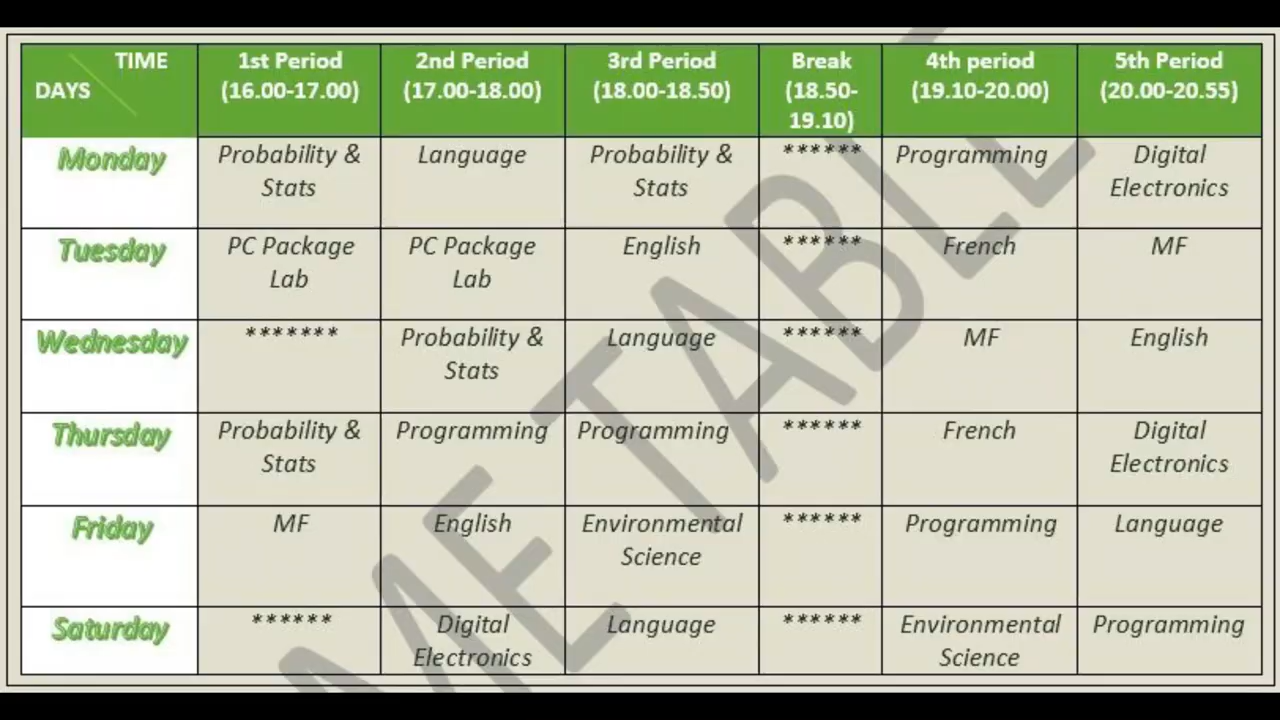 TIME
DAYS
1st Period
(16.00-17.00)
2nd Period
(17.00-18.00)
3rd Period
(18.00-18.50)
Break
(18.50-
19.10)
4th period
(19.10-20.00)
5th Period
(20.00-20.55)
Monday
Probability &
Stats
Language
Probability &
Stats
******
Programming
Digital
Electronics
Tuesday
PC Package
Lab
PC Package
Lab
English
******
French
MF
Wednesday
*******
Probability &
Stats
Language
******
MF
English
Thursday
Probability &
Stats
Programming
Programming
******
French
Digital
Electronics
Friday
MF
English
Environmental
Science
******
Programming
Language
Saturday
******
Digital
Electronics
Language
******
Environmental
Science
Programming
METABLE